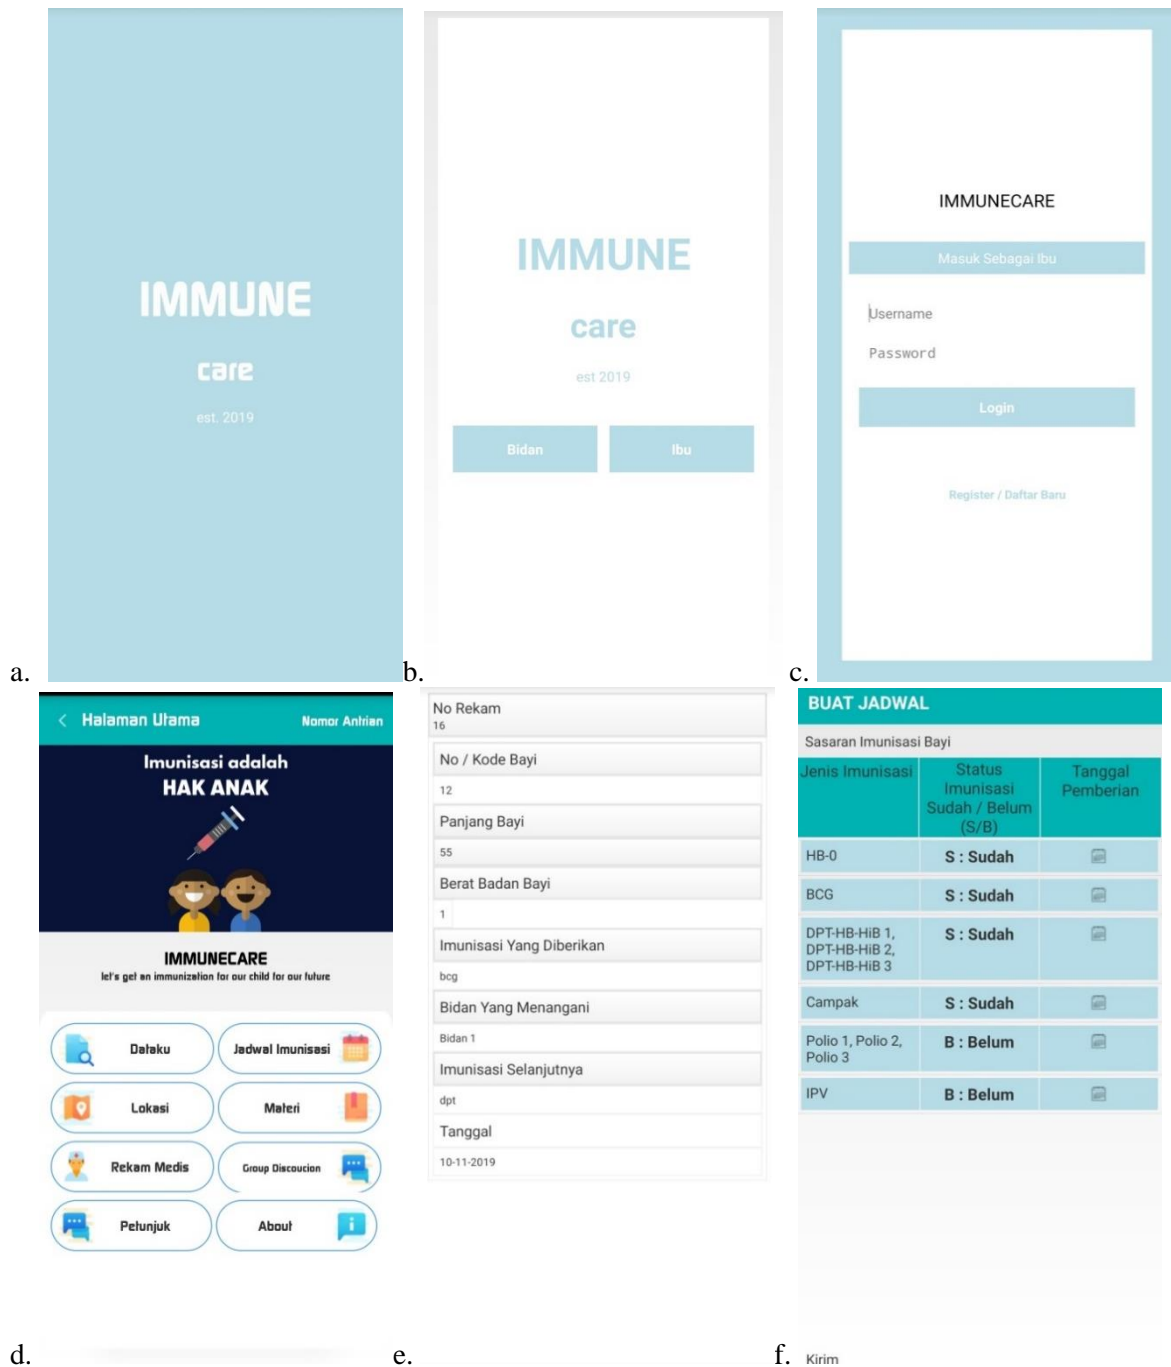 IMMUNE
care
est. 2019
a.
IMMUNE
care
est 2019
Bidan
Ibu
b.
IMMUNECARE
Masuk Sebagai Ibu
Username
Password
Login
Register / Daftar Baru
c.
< Halaman Utama
Nomor Antrian
Imunisasi adalah
HAK ANAK
IMMUNECARE
let's get an immunization for our child for our future
Dataku
Jadwal Imunisasi
Lokasi
Materi
Rekam Medis
Group Discoucion
Petunjuk
About
d.
No Rekam
16
No / Kode Bayi
12
Panjang Bayi
55
Berat Badan Bayi
1
Imunisasi Yang Diberikan
bcg
Bidan Yang Menangani
Bidan 1
Imunisasi Selanjutnya
dpt
Tanggal
10-11-2019
e.
BUAT JADWAL
Sasaran Imunisasi Bayi
Jenis Imunisasi
Status
Imunisasi
Sudah / Belum
(S/B)
Tanggal
Pemberian
HB-0
S : Sudah
BCG
S : Sudah
DPT-HB-HiB 1,
DPT-HB-HiB 2,
DPT-HB-HiB 3
S : Sudah
Campak
S : Sudah
Polio 1, Polio 2,
Polio 3
B : Belum
IPV
B : Belum
Kirim
f.